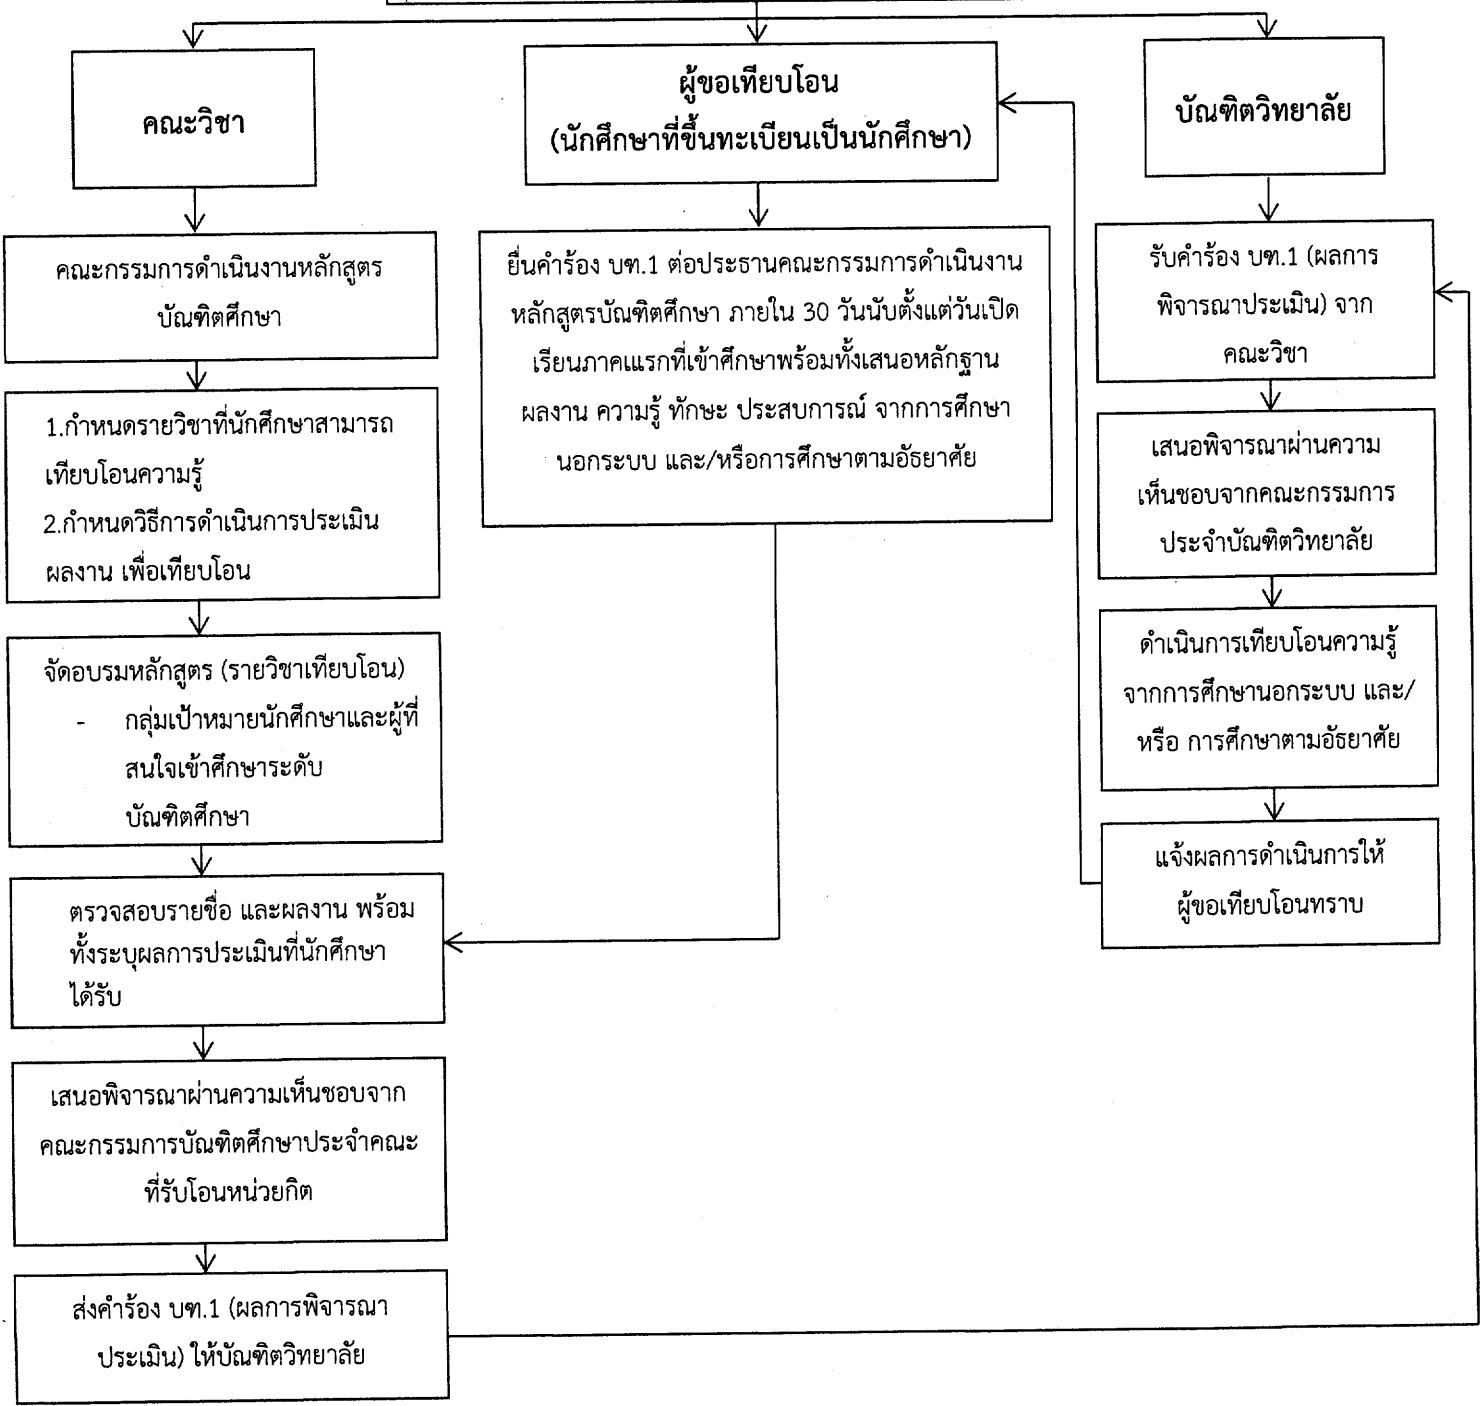 คณะวิชา
คณะกรรมการดำเนินงานหลักสูตร
บัณฑิตศึกษา
1.กำหนดรายวิชาที่นักศึกษาสามารถ
เทียบโอนความรู้
2.กำหนดวิธีการดำเนินการประเมิน
ผลงาน เพื่อเทียบโอน
จัดอบรมหลักสูตร (รายวิชาเทียบโอน)
- กลุ่มเป้าหมายนักศึกษาและผู้ที่
สนใจเข้าศึกษาระดับ
บัณฑิตศึกษา
ตรวจสอบรายชื่อ และผลงาน พร้อม
ทั้งระบุผลการประเมินที่นักศึกษา
ได้รับ
เสนอพิจารณาผ่านความเห็นชอบจาก
คณะกรรมการบัณฑิตศึกษาประจำคณะ
ที่รับโอนหน่วยกิต
ส่งคำร้อง บฑ.1 (ผลการพิจารณา
ประเมิน) ให้บัณฑิตวิทยาลัย
ผู้ขอเทียบโอน
(นักศึกษาที่ขึ้นทะเบียนเป็นนักศึกษา)
ยื่นคำร้อง บฑ.1 ต่อประธานคณะกรรมการดำเนินงาน
หลักสูตรบัณฑิตศึกษา ภายใน 30 วันนับตั้งแต่วันเปิด
เรียนภาคแรกที่เข้าศึกษาพร้อมทั้งเสนอหลักฐาน
ผลงาน ความรู้ ทักษะ ประสบการณ์ จากการศึกษา
นอกระบบ และ/หรือการศึกษาตามอัธยาศัย
บัณฑิตวิทยาลัย
รับคำร้อง บฑ.1 (ผลการ
พิจารณาประเมิน) จาก
คณะวิชา
เสนอพิจารณาผ่านความ
เห็นชอบจากคณะกรรมการ
ประจำบัณฑิตวิทยาลัย
ดำเนินการเทียบโอนความรู้
จากการศึกษานอกระบบ และ/
หรือ การศึกษาตามอัธยาศัย
แจ้งผลการดำเนินการให้
ผู้ขอเทียบโอนทราบ